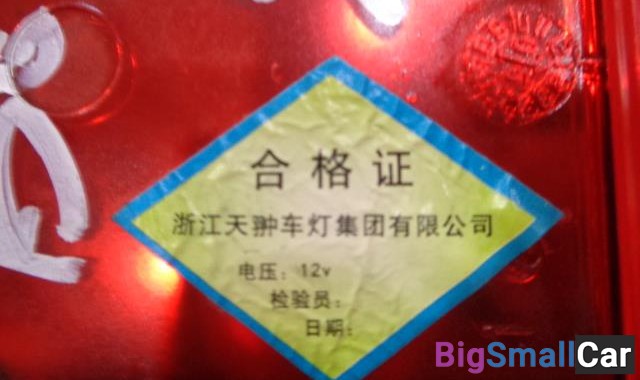 合格证
浙江天翀车灯集团有限公司
电压：12v
检验员：
日期：
BigSmallCar